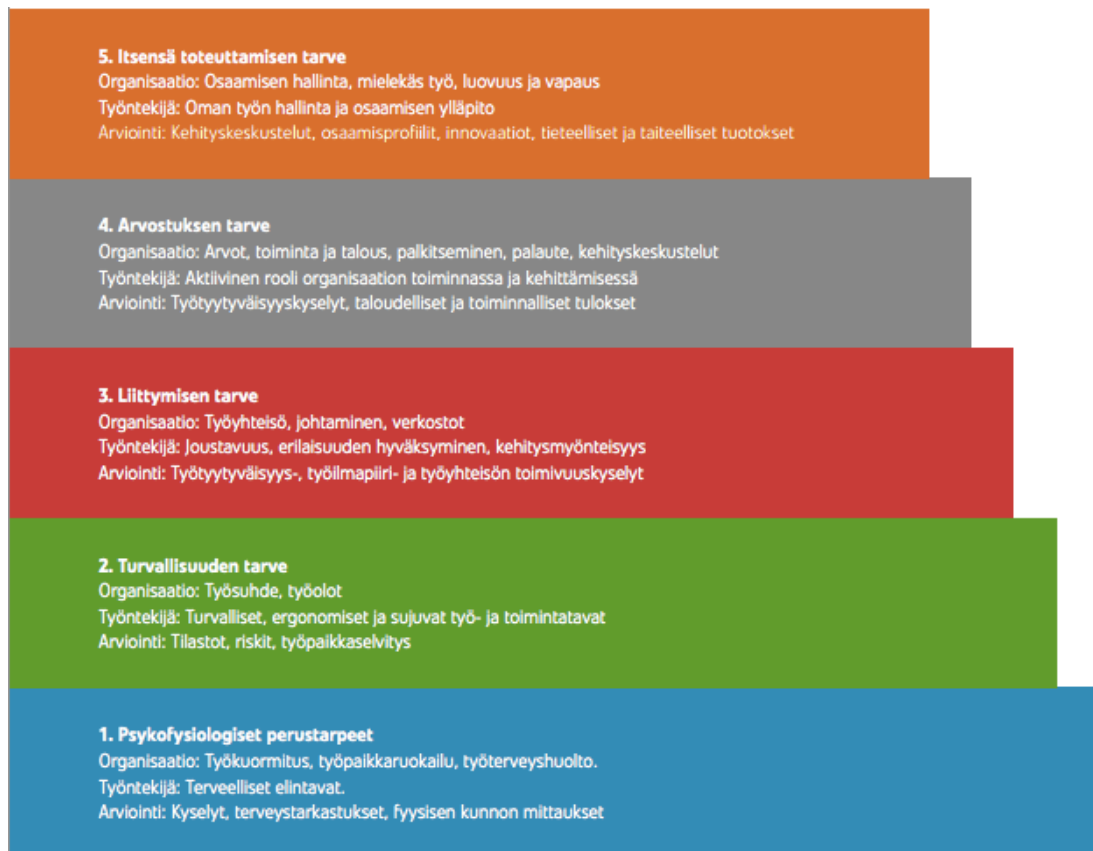 5. Itsensä toteuttamisen tarve
Organisaatio: Osaamisen hallinta, mielekäs työ, luovuus ja vapaus
Työntekijä: Oman työn hallinta ja osaamisen ylläpito
Arviointi: Kehityskeskustelut, osaamisprofiilit, innovaatiot, tieteelliset ja taiteelliset tuotokset
4. Arvostuksen tarve
Organisaatio: Arvot, toiminta ja talous, palkitseminen, palaute, kehityskeskustelut
Työntekijä: Aktiivinen rooli organisaation toiminnassa ja kehittämisessä
Arviointi: Työtyytyväisyyskyselyt, taloudelliset ja toiminnalliset tulokset
3. Liittymisen tarve
Organisaatio: Työyhteisö, johtaminen, verkostot
Työntekijä: Joustavuus, erilaisuuden hyväksyminen, kehitysmyönteisyys
Arviointi: Työtyytyväisyys-, työilmapiiri- ja työyhteisön toimivuuskyselyt
2. Turvallisuuden tarve
Organisaatio: Työsuhde, työolot
Työntekijä: Turvalliset, ergonomiset ja sujuvat työ- ja toimintatavat
Arviointi: Tilastot, riskit, työpaikkaselvitys
1. Psykofysiologiset perustarpeet
Organisaatio: Työkuormitus, työpaikkaruokailu, työterveyshuolto.
Työntekijä: Terveelliset elintavat.
Arviointi: Kyselyt, terveystarkastukset, fyysisen kunnon mittaukset